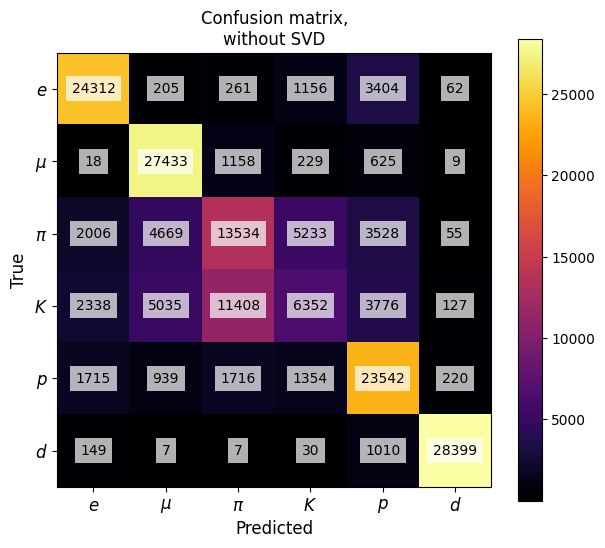 Confusion matrix,
without SVD
e 24312 205 261 1156 3404 62
μ 18 27433 1158 229 625 9
π 2006 4669 13534 5233 3528 55
K 2338 5035 11408 6352 3776 127
p 1715 939 1716 1354 23542 220
d 149 7 7 30 1010 28399
e μ π K p d
Predicted
True
25000
20000
15000
10000
5000